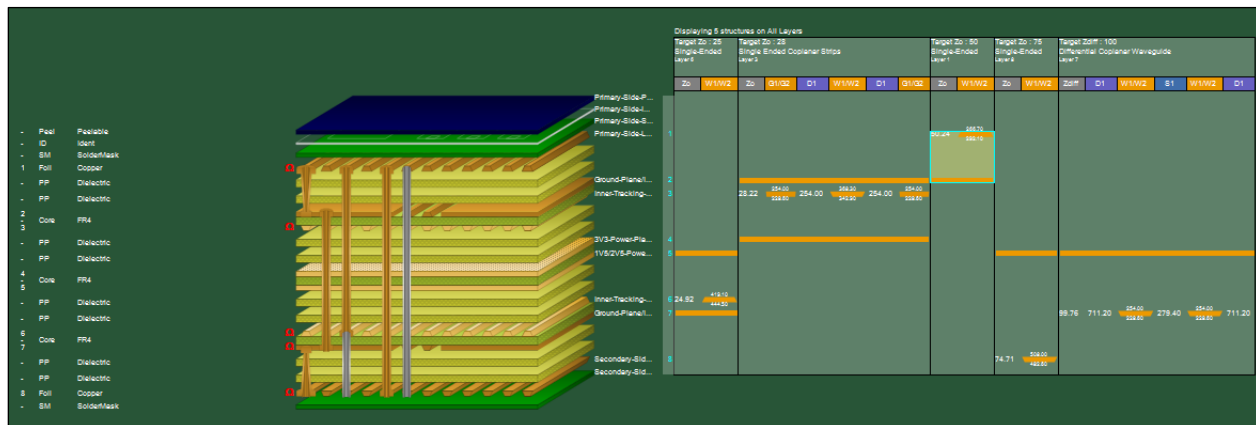 Displaying 5 structures on All Layers
Target Zo : 25 Target Zo : 28 Target Zo : 50 Target Zo : 75 Target Zdiff : 100
Single-Ended Single Ended Coplanar Strips Single-Ended Single-Ended Differential Coplanar Waveguide
Layer 3 Layer 1 Layer 7
Zo W1/W2 Zo G1/G2 D1 W1/W2 D1 G1/G2 Zo W1/W2 Zo W1/W2 Zdiff D1 W1/W2 S1 W1/W2 D1
Primary-Side-P...
Primary-Side-I...
Primary-Side-S...
- Peel Peelable Primary-Side-L... 1 50.24
- ID Ident
- SM SolderMask
1 Foil Copper
- PP Dielectric Ground-Plane/I... 2
- PP Dielectric Inner-Tracking-... 3 28.22 254.00 254.00 254.00 254.00
2 - 3 Core FR4
- PP Dielectric 3V3-Power-Pla... 4
- PP Dielectric 1V5/2V5-Powe... 5
4 - 5 Core FR4
- PP Dielectric Inner-Tracking-... 6 24.92
- PP Dielectric Ground-Plane/I... 7 99.76 711.20 254.00 279.40 254.00 711.20
6 - 7 Core FR4
- PP Dielectric Secondary-Sid... 8 74.71
- PP Dielectric Secondary-Sid...
8 Foil Copper
- SM SolderMask